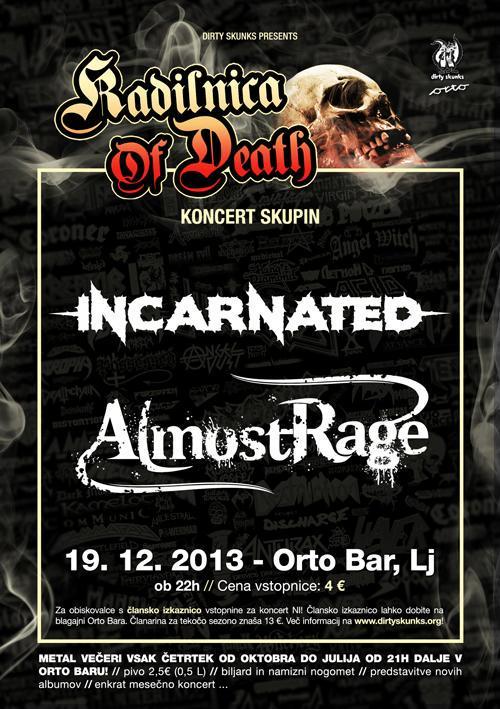 DIRTY SKUNKS PRESENTS
dirty skunks
orto
Kadilnica
Of Death
KONCERT SKUPIN
Angel Witch
INCARNATED
AlmostRage
DISCHARGE
19. 12. 2013 - Orto Bar, Lj
ob 22h // Cena vstopnice: 4 €
Za obiskovalce s člansko izkaznico vstopnine za koncert NI! Člansko izkaznico lahko dobite na
blagajni Orto Bara. Članarina za tekočo sezono znaša 13 €. Več informacij na www.dirtyskunks.org!
METAL VEČERI VSAK ČETRTEK OD OKTOBRA DO JULIJA OD 21H DALJE V
ORTO BARU! // pivo 2,5€ (0,5 L) // biljard in namizni nogomet // predstavitve novih
albumov // enkrat mesečno koncert ...